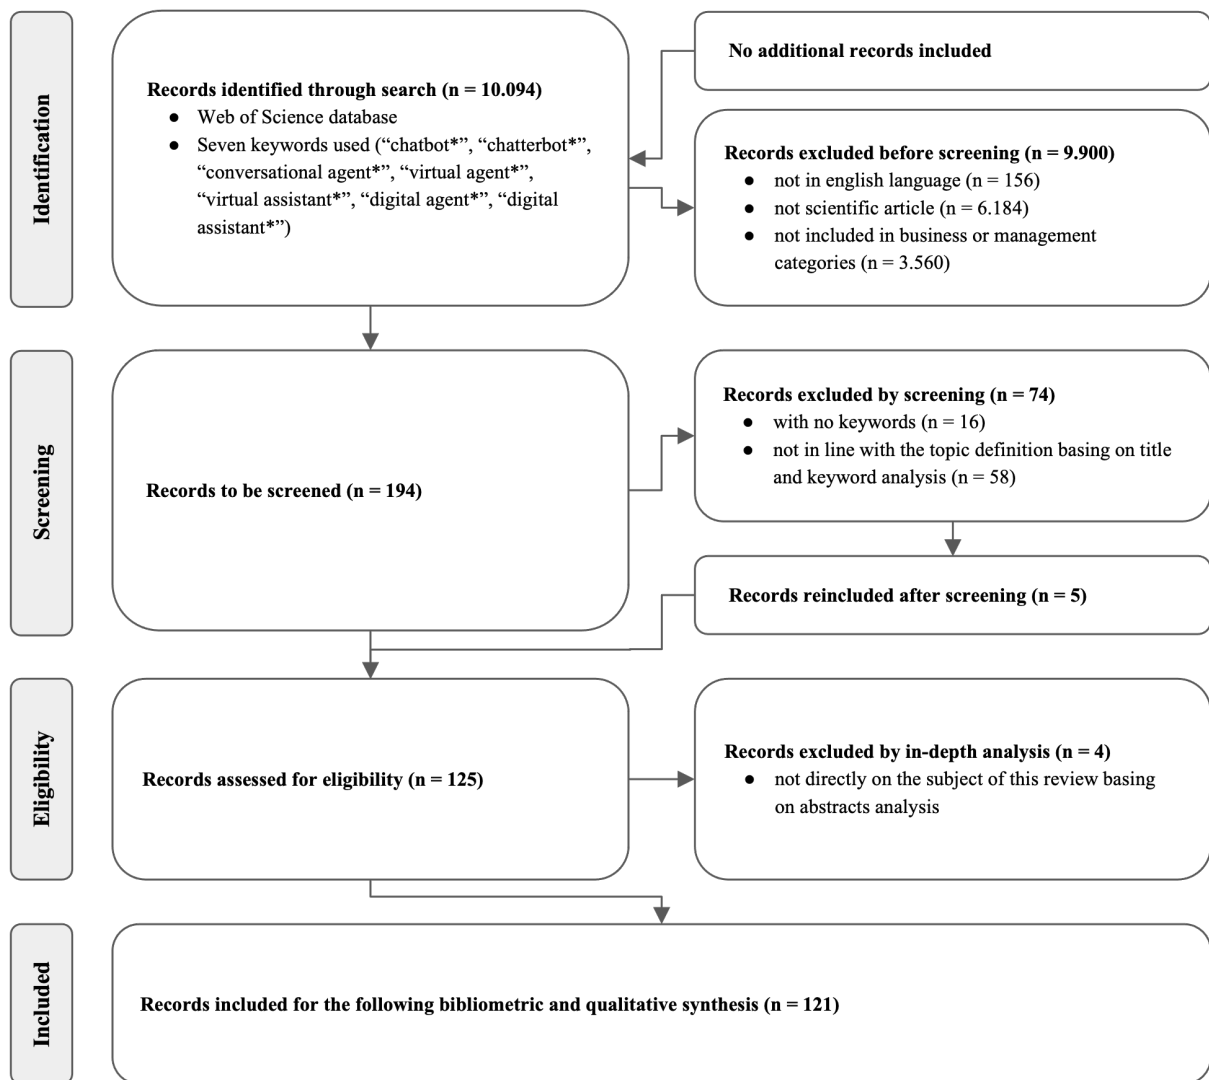 Identification
Records identified through search (n = 10.094)
● Web of Science database
● Seven keywords used (“chatbot*”, “chatterbot*”,
“conversational agent*”, “virtual agent*”,
“virtual assistant*”, “digital agent*”, “digital
assistant*”)
No additional records included
Records excluded before screening (n = 9.900)
● not in english language (n = 156)
● not scientific article (n = 6.184)
● not included in business or management
categories (n = 3.560)
Screening
Records to be screened (n = 194)
Records excluded by screening (n = 74)
● with no keywords (n = 16)
● not in line with the topic definition basing on title
and keyword analysis (n = 58)
Records reincluded after screening (n = 5)
Eligibility
Records assessed for eligibility (n = 125)
Records excluded by in-depth analysis (n = 4)
● not directly on the subject of this review basing
on abstracts analysis
Included
Records included for the following bibliometric and qualitative synthesis (n = 121)